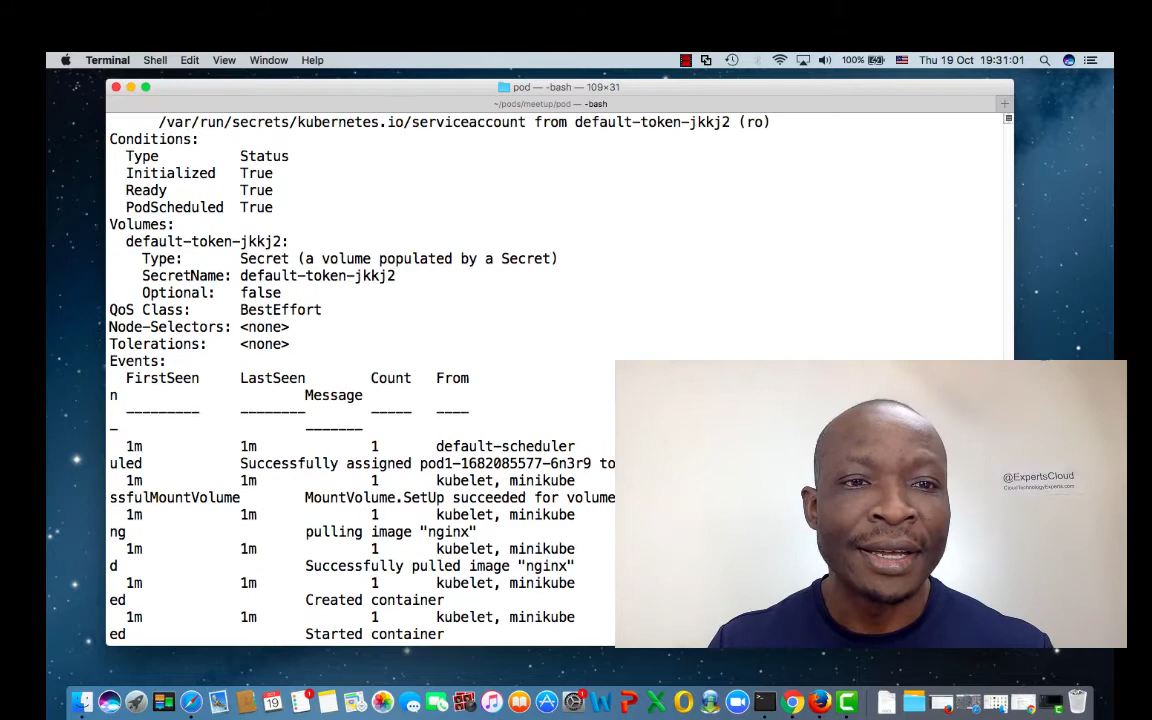 Terminal Shell Edit View Window Help 100% Thu 19 Oct 19:31:01
pod — -bash — 109×31
~/pods/meetup/pod — -bash
/var/run/secrets/kubernetes.io/serviceaccount from default-token-jkkj2 (ro)
Conditions:
Type Status
Initialized True
Ready True
PodScheduled True
Volumes:
default-token-jkkj2:
Type: Secret (a volume populated by a Secret)
SecretName: default-token-jkkj2
Optional: false
QoS Class: BestEffort
Node-Selectors: <none>
Tolerations: <none>
Events:
FirstSeen LastSeen Count From
n Message
--------- -------- ----- ----
- -------
1m 1m 1 default-scheduler
uled Successfully assigned pod1-1682085577-6n3r9 to
1m 1m 1 kubelet, minikube
ssfulMountVolume MountVolume.SetUp succeeded for volume
1m 1m 1 kubelet, minikube
ng pulling image "nginx"
1m 1m 1 kubelet, minikube
d Successfully pulled image "nginx"
1m 1m 1 kubelet, minikube
ed Created container
1m 1m 1 kubelet, minikube
ed Started container
@ExpertsCloud
CloudTechnologyExperts.com
19